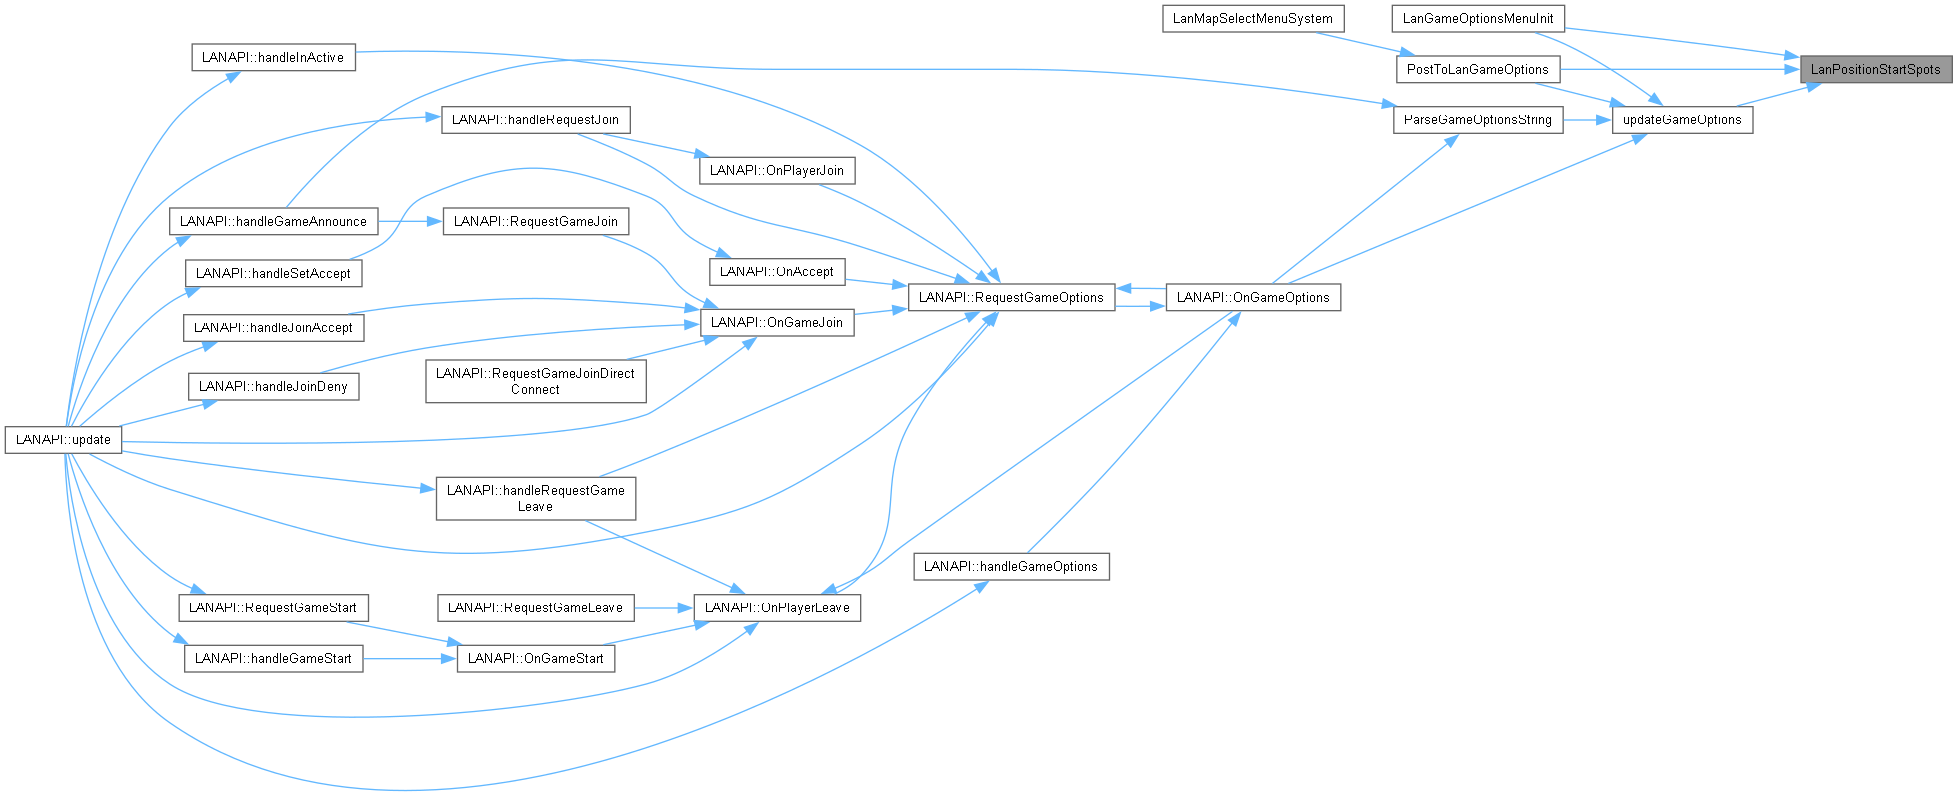 LanMapSelectMenuSystem
LanGameOptionsMenuInit
LANAPI::handleInActive
PostToLanGameOptions
LanPositionStartSpots
LANAPI::handleRequestJoin
ParseGameOptionsString
updateGameOptions
LANAPI::OnPlayerJoin
LANAPI::handleGameAnnounce
LANAPI::RequestGameJoin
LANAPI::handleSetAccept
LANAPI::OnAccept
LANAPI::RequestGameOptions
LANAPI::OnGameOptions
LANAPI::handleJoinAccept
LANAPI::OnGameJoin
LANAPI::RequestGameJoinDirect
Connect
LANAPI::handleJoinDeny
LANAPI::update
LANAPI::handleRequestGame
Leave
LANAPI::handleGameOptions
LANAPI::RequestGameStart
LANAPI::RequestGameLeave
LANAPI::OnPlayerLeave
LANAPI::handleGameStart
LANAPI::OnGameStart